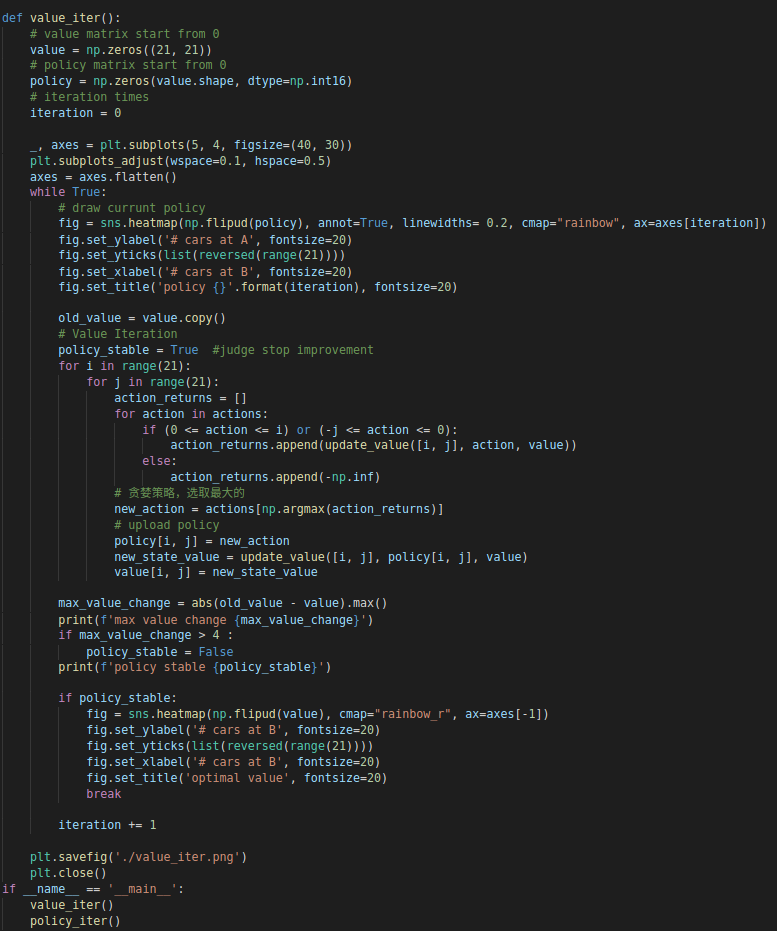 def value_iter():
    # value matrix start from 0
    value = np.zeros((21, 21))
    # policy matrix start from 0
    policy = np.zeros(value.shape, dtype=np.int16)
    # iteration times
    iteration = 0

    _, axes = plt.subplots(5, 4, figsize=(40, 30))
    plt.subplots_adjust(wspace=0.1, hspace=0.5)
    axes = axes.flatten()
    while True:
        # draw currunt policy
        fig = sns.heatmap(np.flipud(policy), annot=True, linewidths= 0.2, cmap="rainbow", ax=axes[iteration])
        fig.set_ylabel('# cars at A', fontsize=20)
        fig.set_yticks(list(reversed(range(21))))
        fig.set_xlabel('# cars at B', fontsize=20)
        fig.set_title('policy {}'.format(iteration), fontsize=20)

        old_value = value.copy()
        # Value Iteration
        policy_stable = True  #judge stop improvement
        for i in range(21):
            for j in range(21):
                action_returns = []
                for action in actions:
                    if (0 <= action <= i) or (-j <= action <= 0):
                        action_returns.append(update_value([i, j], action, value))
                    else:
                        action_returns.append(-np.inf)
                # 贪婪策略，选取最大的
                new_action = actions[np.argmax(action_returns)]
                # upload policy
                policy[i, j] = new_action
                new_state_value = update_value([i, j], policy[i, j], value)
                value[i, j] = new_state_value

        max_value_change = abs(old_value - value).max()
        print(f'max value change {max_value_change}')
        if max_value_change > 4 :
            policy_stable = False
        print(f'policy stable {policy_stable}')

        if policy_stable:
            fig = sns.heatmap(np.flipud(value), cmap="rainbow_r", ax=axes[-1])
            fig.set_ylabel('# cars at B', fontsize=20)
            fig.set_yticks(list(reversed(range(21))))
            fig.set_xlabel('# cars at B', fontsize=20)
            fig.set_title('optimal value', fontsize=20)
            break

        iteration += 1

    plt.savefig('./value_iter.png')
    plt.close()
if __name__ == '__main__':
    value_iter()
    policy_iter()